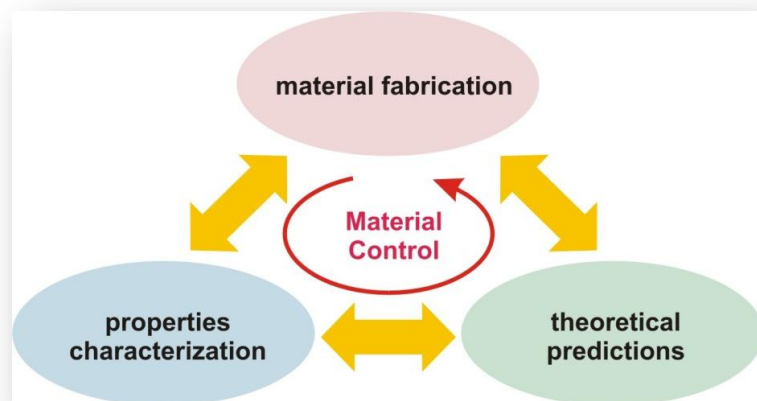 material fabrication
Material
Control
properties
characterization
theoretical
predictions